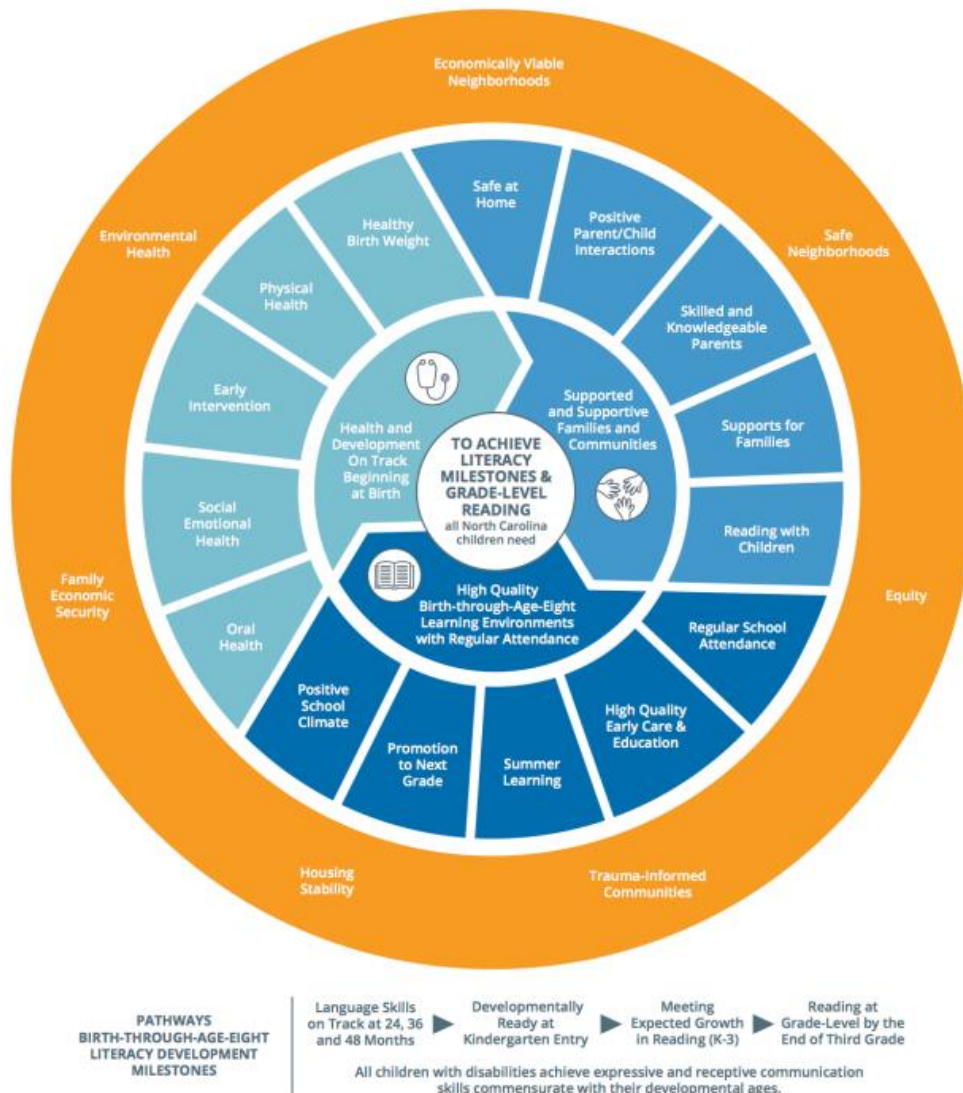 Economically Viable
Neighborhoods
Safe
Neighborhoods
Equity
Trauma-Informed
Communities
Housing
Stability
Family
Economic
Security
Environmental
Health
Safe at
Home
Positive
Parent/Child
Interactions
Skilled and
Knowledgeable
Parents
Supports for
Families
Reading with
Children
Regular School
Attendance
High Quality
Early Care &
Education
Summer
Learning
Promotion
to Next
Grade
Positive
School
Climate
Oral
Health
Social
Emotional
Health
Early
Intervention
Physical
Health
Healthy
Birth Weight
Health and
Development
On Track
Beginning
at Birth
Supported
and Supportive
Families and
Communities
High Quality
Birth-through-Age-Eight
Learning Environments
with Regular Attendance
TO ACHIEVE
LITERACY
MILESTONES &
GRADE-LEVEL
READING
all North Carolina
children need
PATHWAYS
BIRTH-THROUGH-AGE-EIGHT
LITERACY DEVELOPMENT
MILESTONES
Language Skills
on Track at 24, 36
and 48 Months
Developmentally
Ready at
Kindergarten Entry
Meeting
Expected Growth
in Reading (K-3)
Reading at
Grade-Level by the
End of Third Grade
All children with disabilities achieve expressive and receptive communication
skills commensurate with their developmental ages.